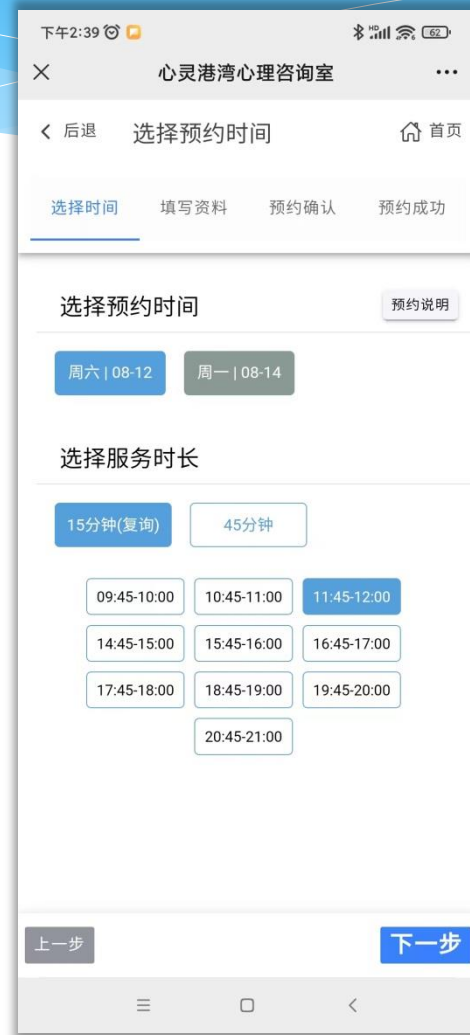 下午2:39
HD
62
心灵港湾心理咨询室
后退 选择预约时间 首页
选择时间 填写资料 预约确认 预约成功
选择预约时间 预约说明
周六 | 08-12 周一 | 08-14
选择服务时长
15分钟(复询) 45分钟
09:45-10:00 10:45-11:00 11:45-12:00
14:45-15:00 15:45-16:00 16:45-17:00
17:45-18:00 18:45-19:00 19:45-20:00
20:45-21:00
上一步 下一步